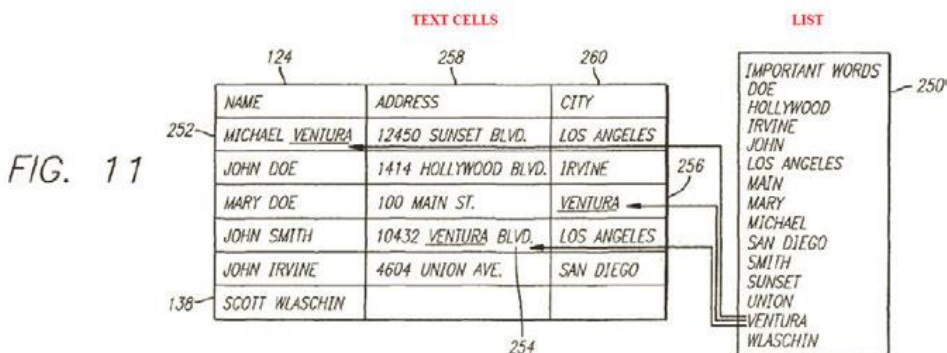 TEXT CELLS
LIST
124 258 260
NAME ADDRESS CITY
252 MICHAEL VENTURA 12450 SUNSET BLVD. LOS ANGELES
JOHN DOE 1414 HOLLYWOOD BLVD. IRVINE 256
MARY DOE 100 MAIN ST. VENTURA
JOHN SMITH 10432 VENTURA BLVD. LOS ANGELES
JOHN IRVINE 4604 UNION AVE. SAN DIEGO
138 SCOTT WLASCHIN
254
FIG. 11
IMPORTANT WORDS
250'
DOE
HOLLYWOOD
IRVINE
JOHN
LOS ANGELES
MAIN
MARY
MICHAEL
SAN DIEGO
SMITH
SUNSET
UNION
VENTURA
WLASCHIN